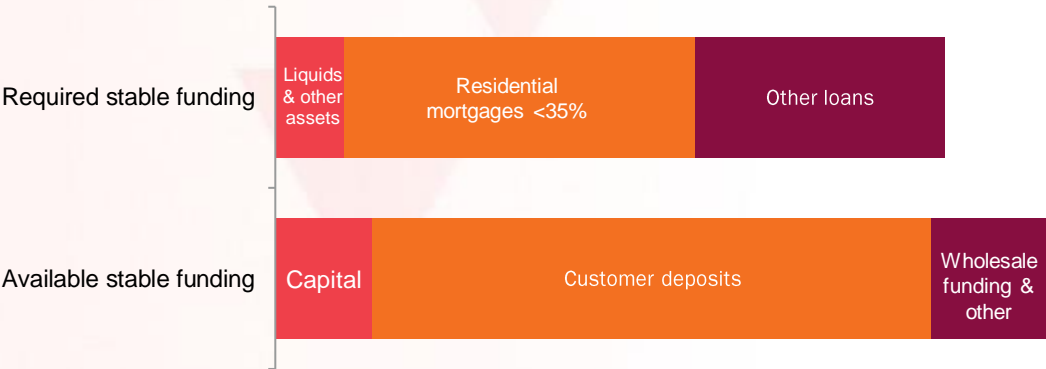 Required stable funding
Liquids
& other
assets
Residential
mortgages <35%
Other loans
Available stable funding
Capital
Customer deposits
Wholesale
funding &
other